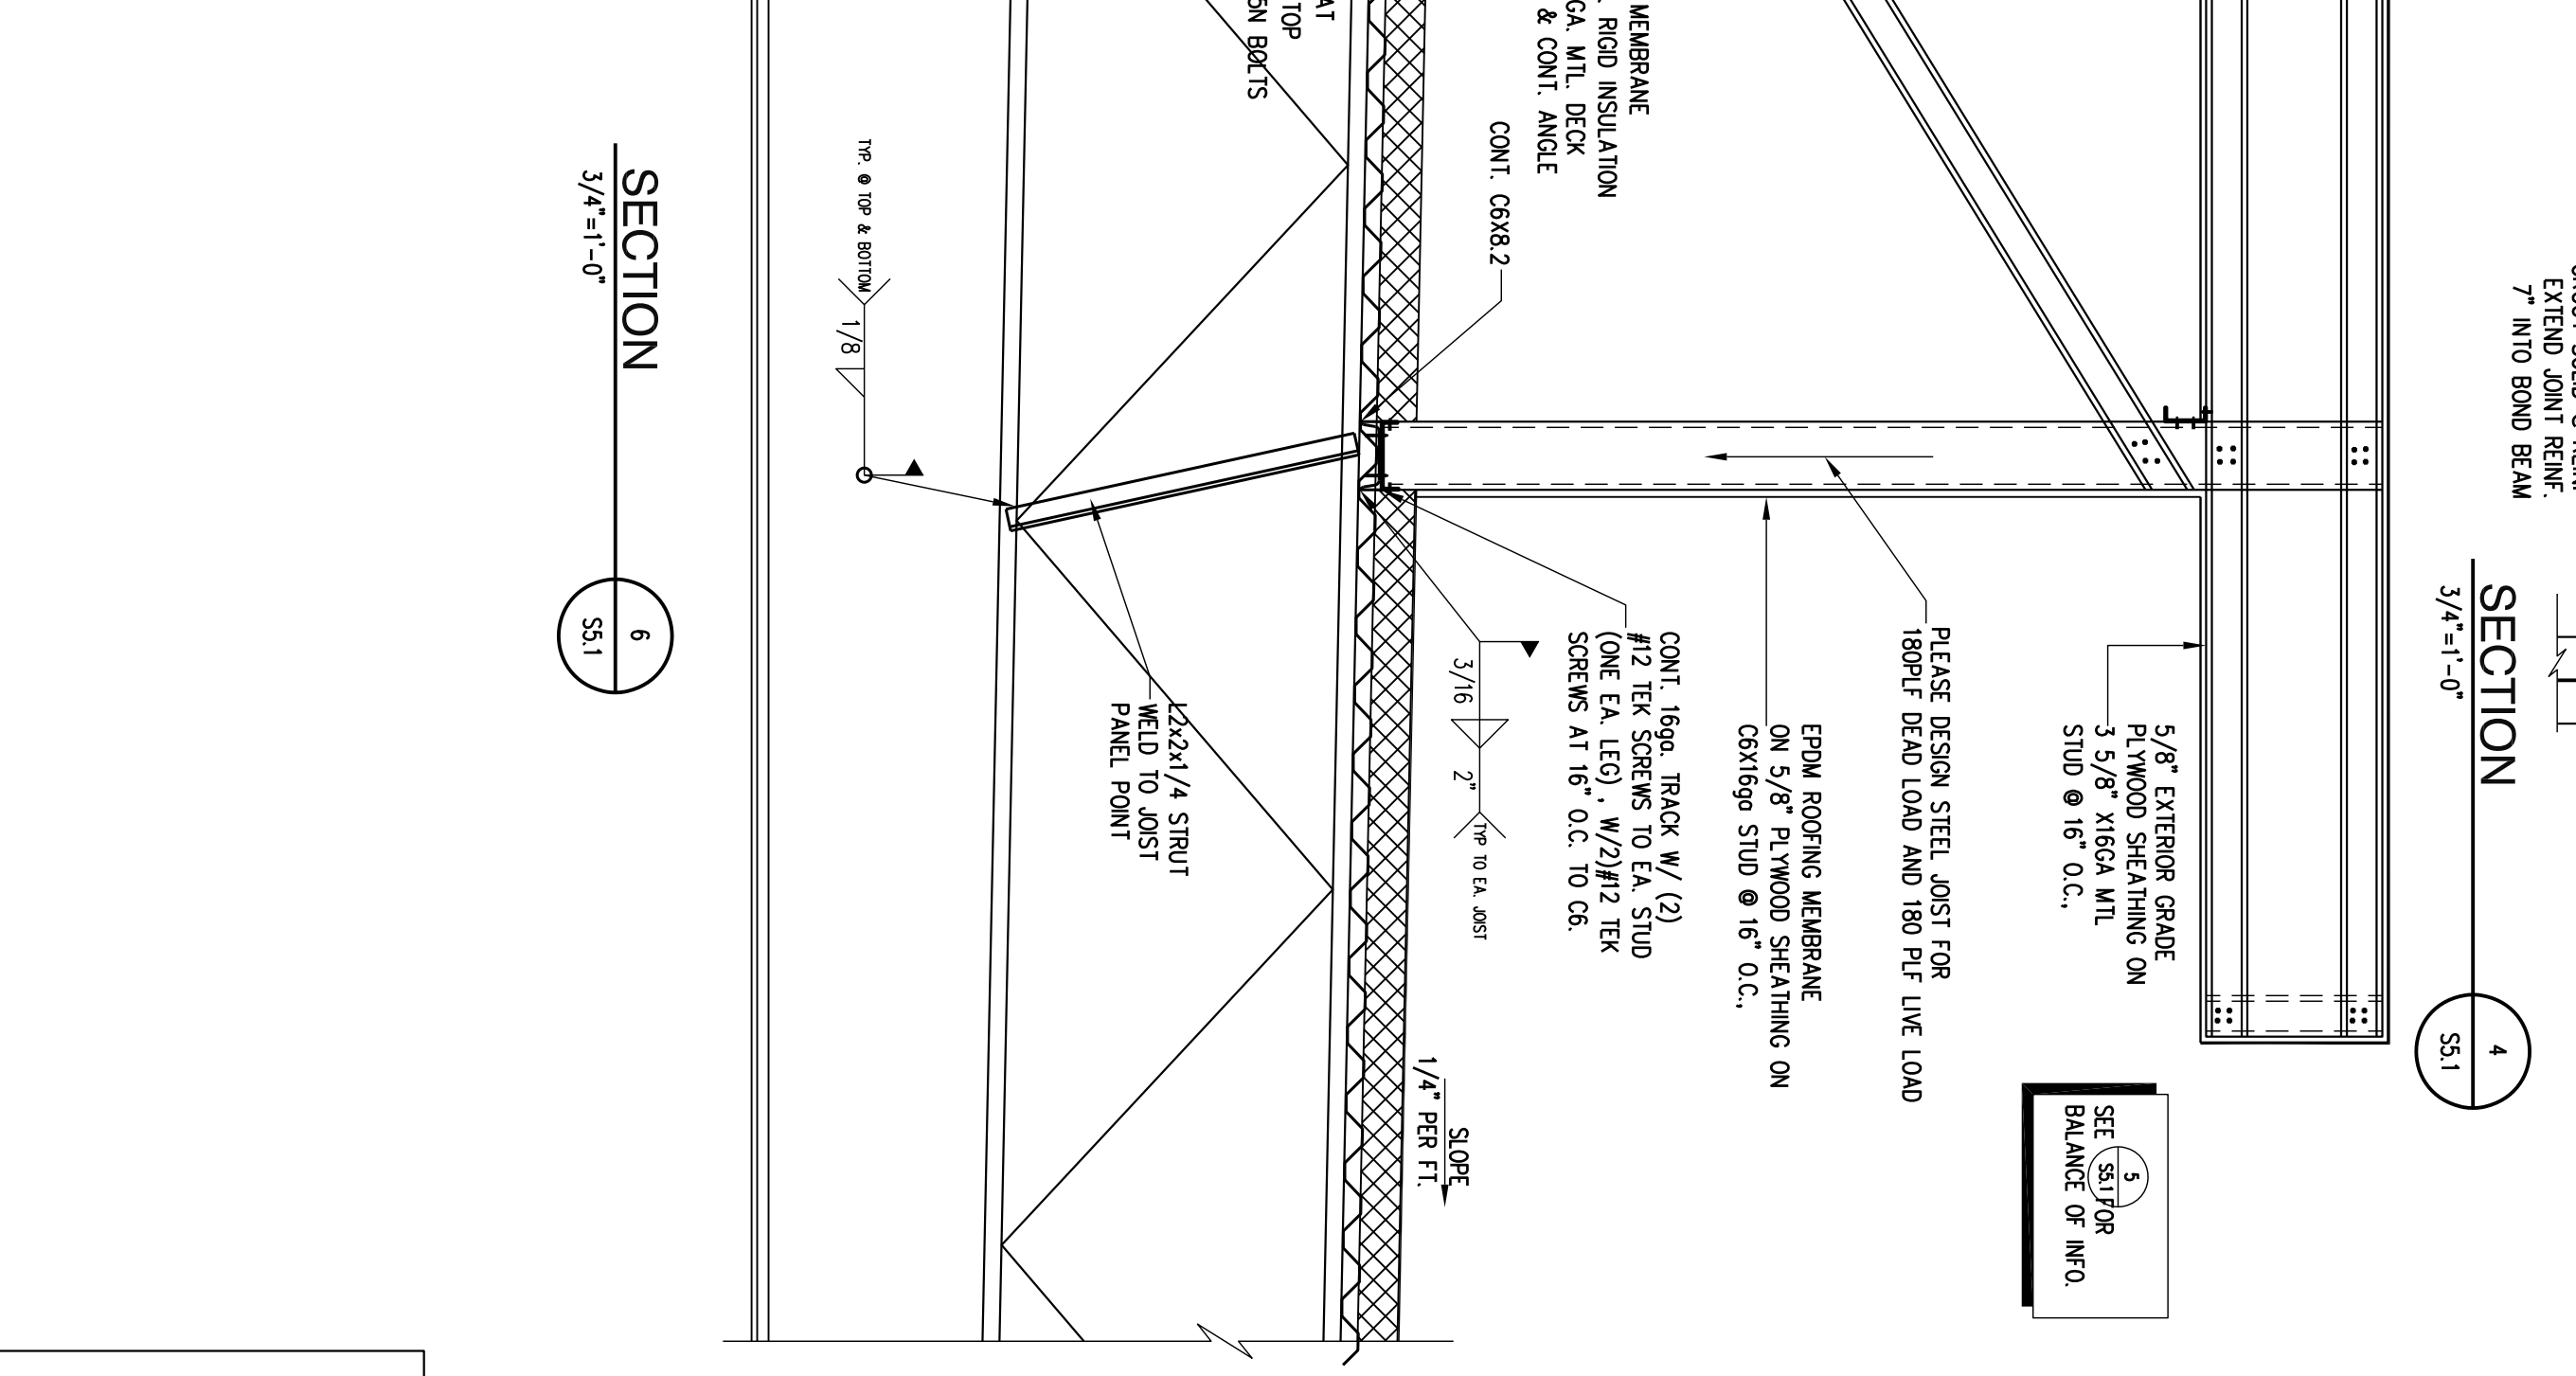 EXTEND JOINT REINF.
7" INTO BOND BEAM
SECTION
3/4"=1'-0"
4
S5.1
AT
TOP
BOLTS
MEMBRANE
RIGID INSULATION
GA. MTL. DECK
& CONT. ANGLE
CONT. C6X8.2
5/8" EXTERIOR GRADE
PLYWOOD SHEATHING ON
3 5/8" X16GA MTL
STUD @ 16" O.C.,
PLEASE DESIGN STEEL JOIST FOR
180PLF DEAD LOAD AND 180 PLF LIVE LOAD
EPDM ROOFING MEMBRANE
ON 5/8" PLYWOOD SHEATHING ON
C6X16ga STUD @ 16" O.C.,
CONT. 16ga. TRACK W/ (2)
#12 TEK SCREWS TO EA. STUD
(ONE EA. LEG), W/2)#12 TEK
SCREWS AT 16" O.C. TO C6.
3/16
2"
TYP TO EA. JOIST
SEE 5 S5.1 FOR
BALANCE OF INFO.
SLOPE
1/4" PER FT.
L2x2x1/4 STRUT
WELD TO JOIST
PANEL POINT
TYP. @ TOP & BOTTOM
1/8
SECTION
3/4"=1'-0"
6
S5.1